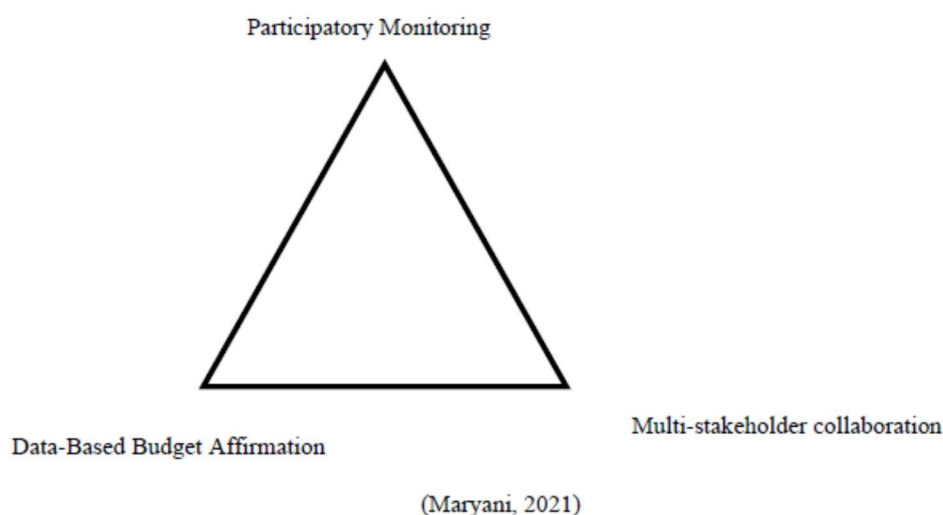 Participatory Monitoring
Multi-stakeholder collaboration
Data-Based Budget Affirmation
(Maryani, 2021)